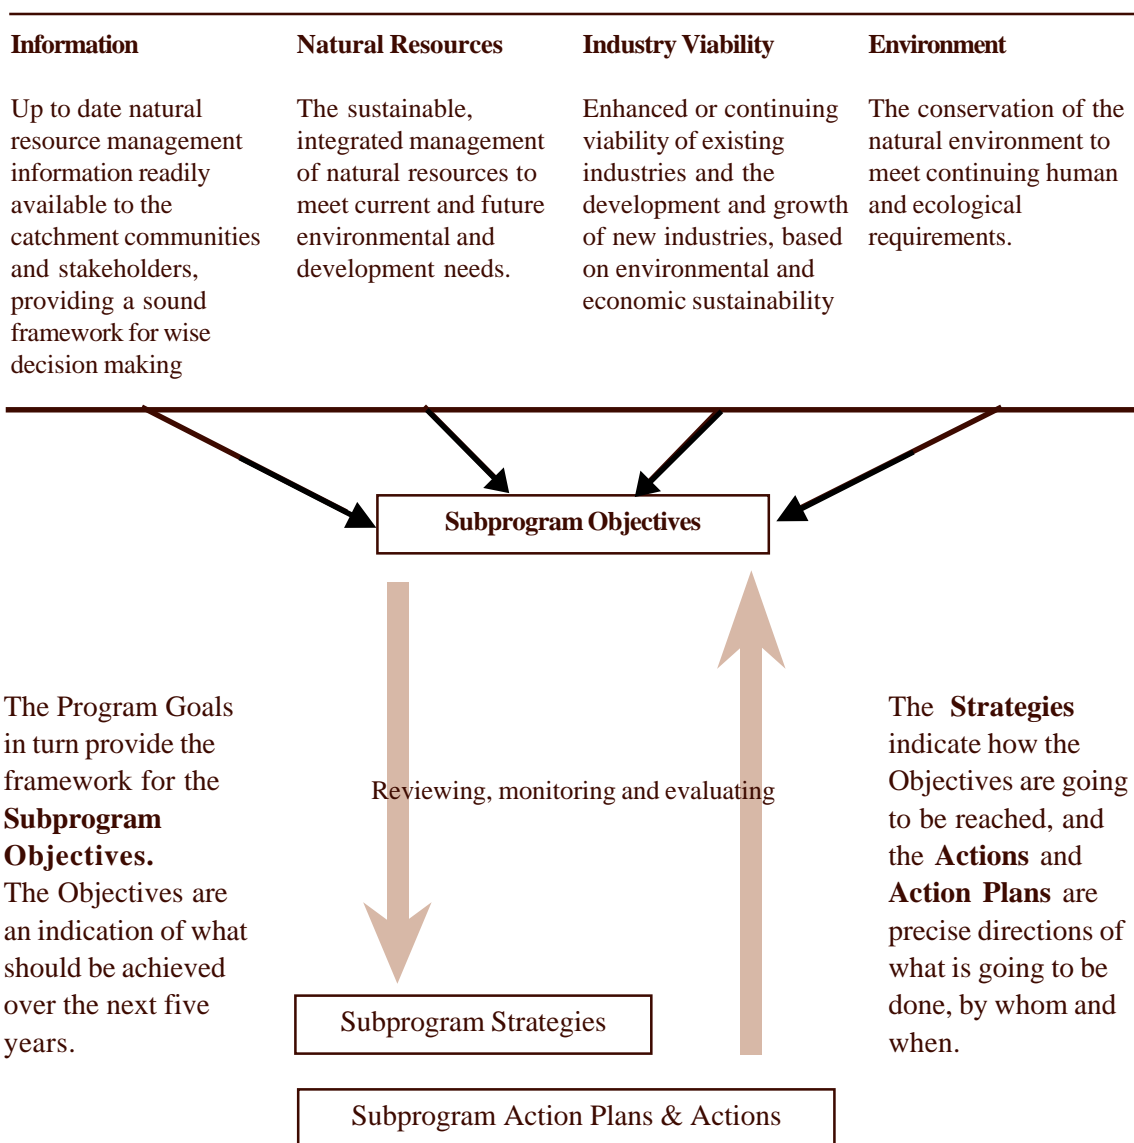 Information
Up to date natural
resource management
information readily
available to the
catchment communities
and stakeholders,
providing a sound
framework for wise
decision making
Natural Resources
The sustainable,
integrated management
of natural resources to
meet current and future
environmental and
development needs.
Industry Viability
Enhanced or continuing
viability of existing
industries and the
development and growth
of new industries, based
on environmental and
economic sustainability
Environment
The conservation of the
natural environment to
meet continuing human
and ecological
requirements.
Subprogram Objectives
The Program Goals
in turn provide the
framework for the
Subprogram
Objectives.
The Objectives are
an indication of what
should be achieved
over the next five
years.
Reviewing, monitoring and evaluating
The Strategies
indicate how the
Objectives are going
to be reached, and
the Actions and
Action Plans are
precise directions of
what is going to be
done, by whom and
when.
Subprogram Strategies
Subprogram Action Plans & Actions